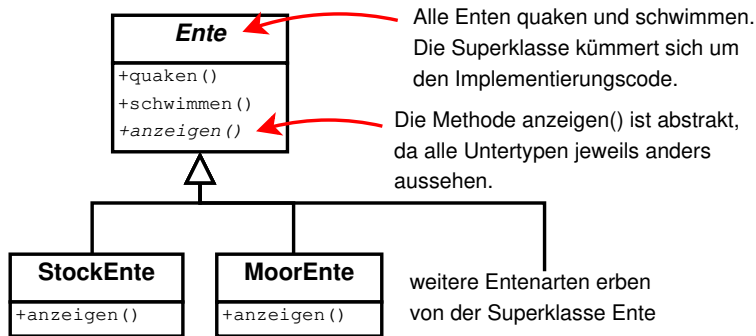 Ente
+quaken()
+schwimmen()
+anzeigen()
Alle Enten quaken und schwimmen.
Die Superklasse kümmert sich um
den Implementierungscode.
Die Methode anzeigen() ist abstrakt,
da alle Untertypen jeweils anders
aussehen.
StockEnte
+anzeigen()
MoorEnte
+anzeigen()
weitere Entenarten erben
von der Superklasse Ente